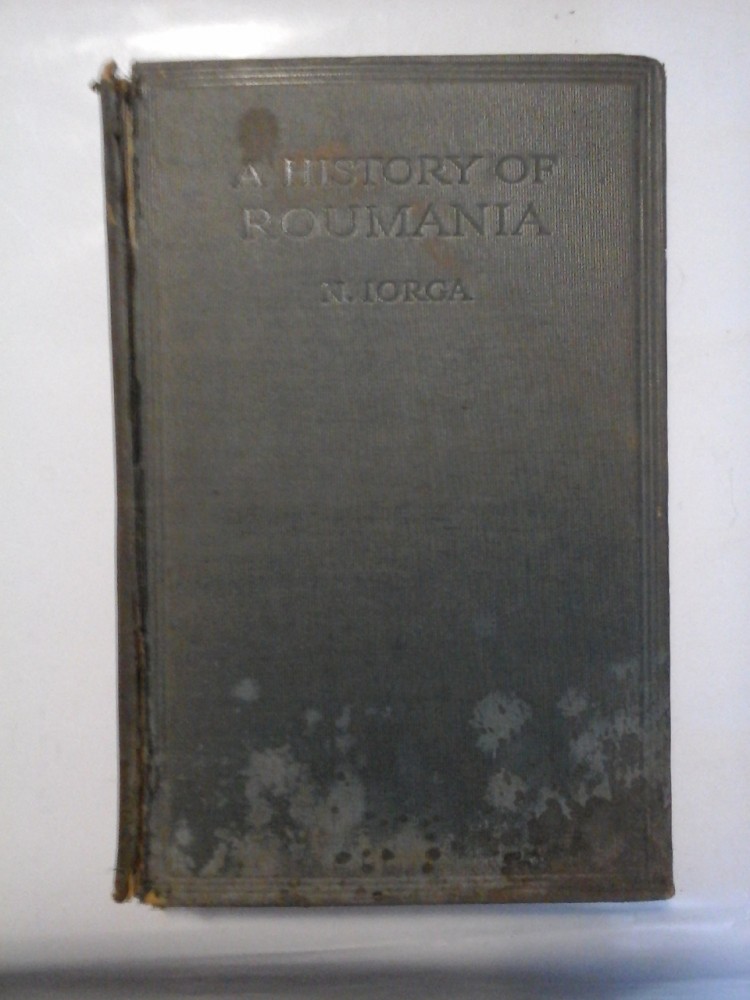 A HISTORY OF
ROUMANIA
N. IORGA